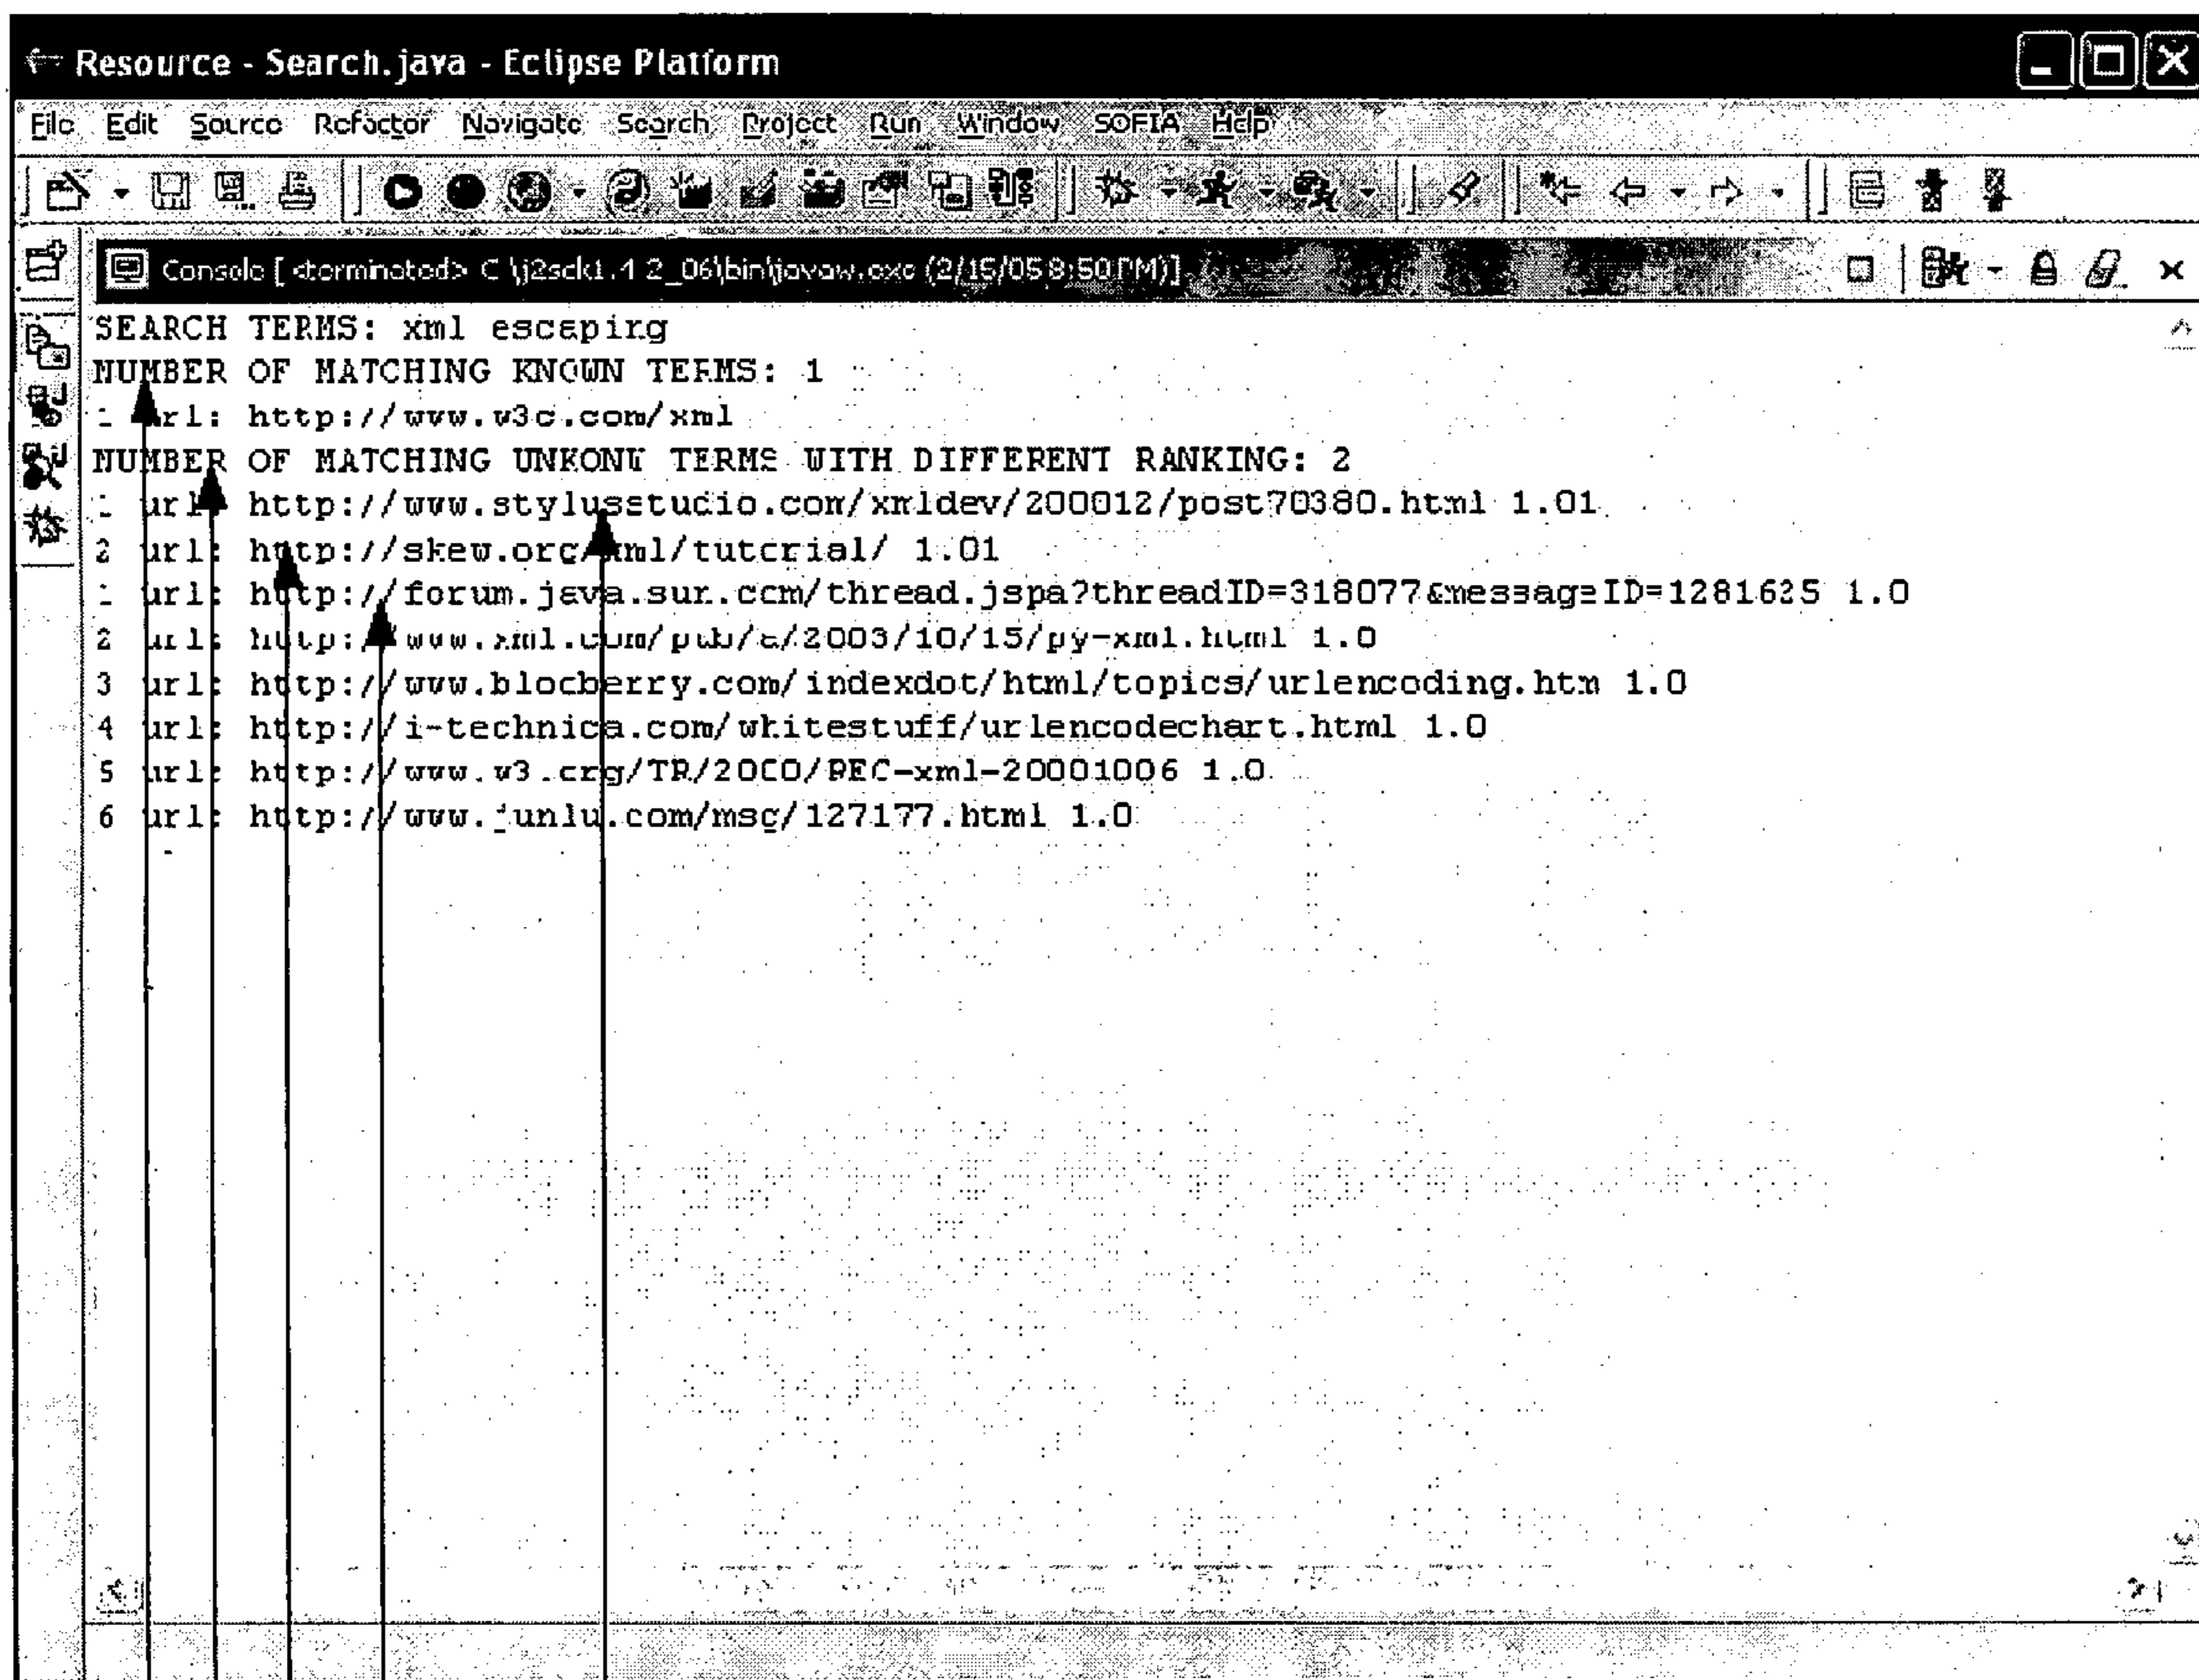 Resource - Search.java - Eclipse Platform
File Edit Source Refactor Navigate Search Project Run Window SOFIA Help
Console [<terminated> C:\j2sdk1.4.2_06\bin\javaw.exe (2/15/05 8:50 PM)]
SEARCH TERMS: xml escaping
NUMBER OF MATCHING KNOWN TERMS: 1
1 url: http://www.w3c.com/xml
NUMBER OF MATCHING UNKONW TERMS WITH DIFFERENT RANKING: 2
1 url: http://www.stylusstudio.com/xmldev/200012/post70380.html 1.01
2 url: http://skew.org/xml/tutorial/ 1.01
1 url: http://forum.java.sun.com/thread.jspa?threadID=318077&messageID=1281625 1.0
2 url: http://www.xml.com/pub/a/2003/10/15/py-xml.html 1.0
3 url: http://www.blooberry.com/indexdot/html/topics/urlencoding.htm 1.0
4 url: http://i-technica.com/whitestuff/urlencodechart.html 1.0
5 url: http://www.w3.org/TR/2000/REC-xml-20001006 1.0
6 url: http://www.junlu.com/msg/127177.html 1.0